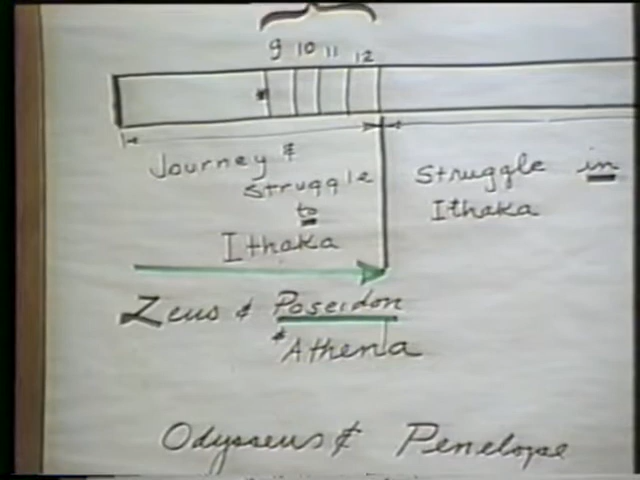 9 10 11 12
Journey &
struggle
to
Ithaka
Struggle in
Ithaka
Zeus & Poseidon
& Athena
Odysseus & Penelope